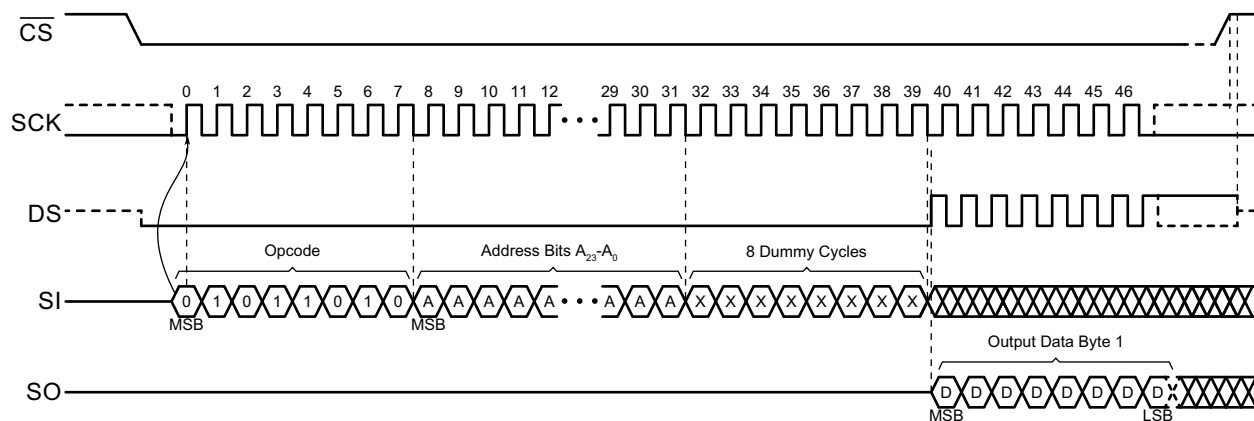 CS
0 1 2 3 4 5 6 7 8 9 10 11 12 29 30 31 32 33 34 35 36 37 38 39 40 41 42 43 44 45 46
SCK
DS
Opcode Address Bits A23-A0 8 Dummy Cycles
SI 0 1 0 1 1 0 1 0 A A A A A A A A X X X X X X X X
MSB MSB
Output Data Byte 1
SO D D D D D D D D
MSB LSB